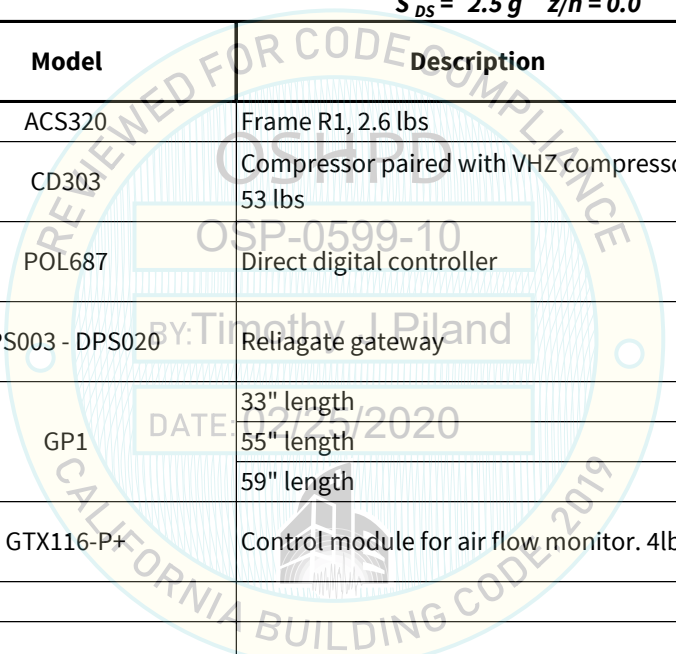 S DS = 2.5 g z/h = 0.0
Model Description
ACS320 Frame R1, 2.6 lbs
CD303 Compressor paired with VHZ
53 lbs
POL687 Direct digital controller
DPS020 Reliagate gateway
GP1 33" length
55" length
59" length
GTX116-P+ Control module for air flow monitor.
REVIEWED FOR CODE COMPLIANCE
OSHPD
OSP-0599-10
BY: Timothy J Piland
DATE: 02/25/2020
CALIFORNIA BUILDING CODE 2019